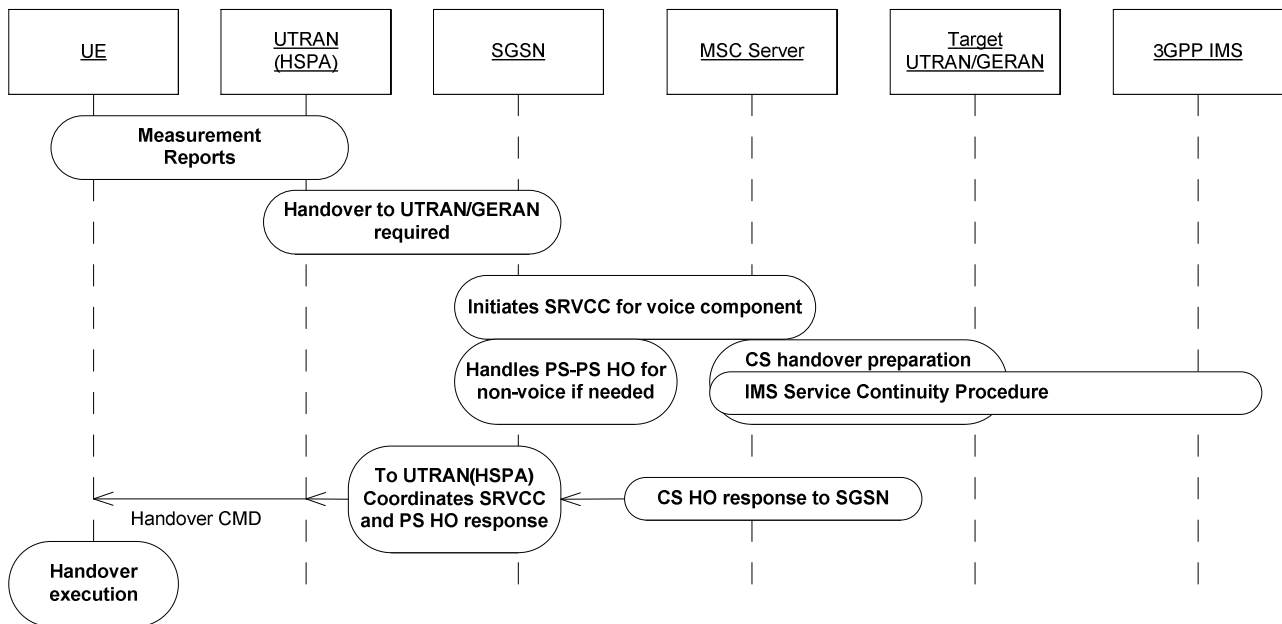 UE
UTRAN
(HSPA)
SGSN
MSC Server
Target
UTRAN/GERAN
3GPP IMS
Measurement
Reports
Handover to UTRAN/GERAN
required
Initiates SRVCC for voice component
Handles PS-PS HO for
non-voice if needed
CS handover preparation
IMS Service Continuity Procedure
To UTRAN(HSPA)
Coordinates SRVCC
and PS HO response
CS HO response to SGSN
Handover CMD
Handover
execution